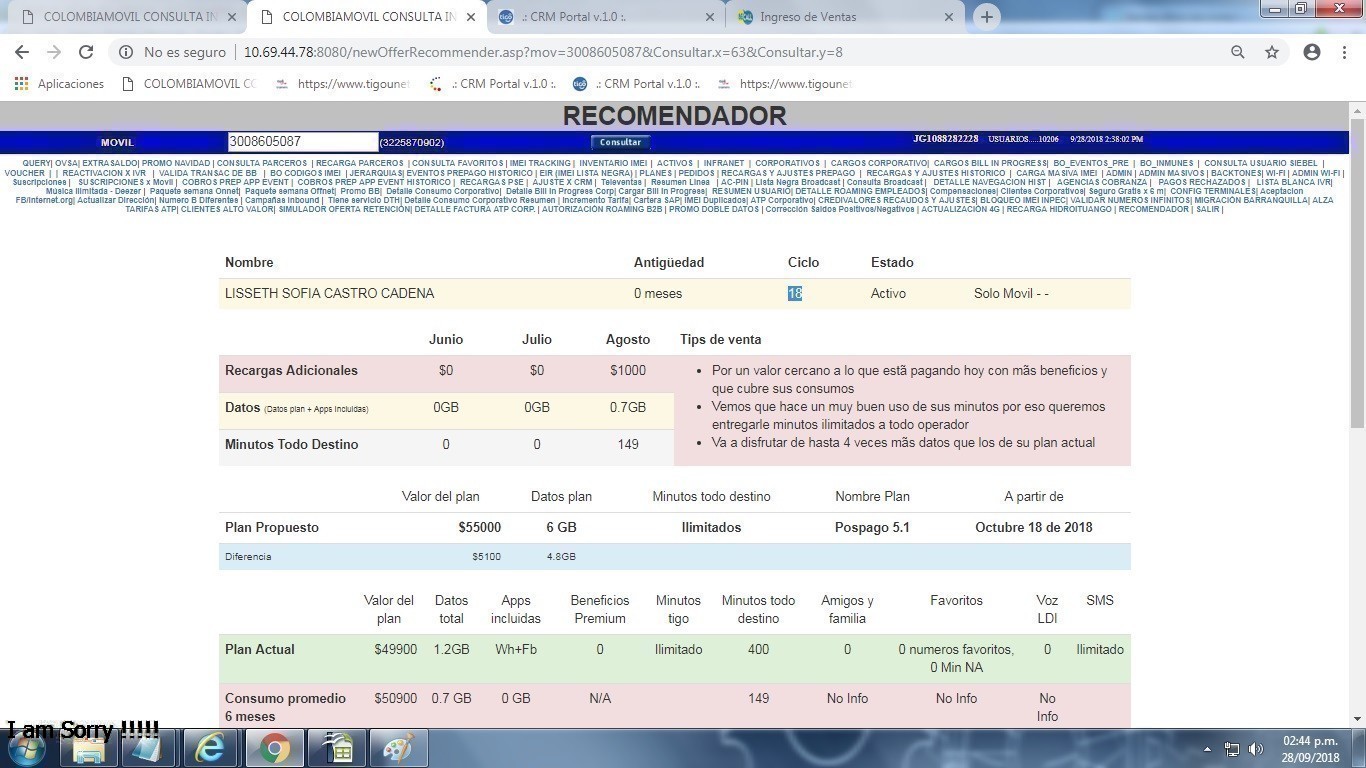 COLOMBIAMOVIL CONSULTA IN
COLOMBIAMOVIL CONSULTA IN
.: CRM Portal v.1.0 :.
Ingreso de Ventas
No es seguro | 10.69.44.78:8080/newOfferRecommender.asp?mov=3008605087&Consultar.x=63&Consultar.y=8
Aplicaciones
COLOMBIAMOVIL CO
https://www.tigounet
.: CRM Portal v.1.0 :.
.: CRM Portal v.1.0 :.
https://www.tigoune
RECOMENDADOR
MOVIL 3008605087 (3225870902) Consultar JG1088282228 USUARIOS.....10206 9/28/2018 2:38:02 PM
QUERY| OVSA| EXTRASALDO| PROMO NAVIDAD | CONSULTA PARCEROS | RECARGA PARCEROS | CONSULTA FAVORITOS | IMEI TRACKING | INVENTARIO IMEI | ACTIVOS | INFRANET | CORPORATIVOS | CARGOS CORPORATIVO| CARGOS BILL IN PROGRESS| BO_EVENTOS_PRE | BO_INMUNES | CONSULTA USUARIO SIEBEL |
VOUCHER | | REACTIVACION X IVR | VALIDA TRANSAC DE BB | BO CODIGOS IMEI |JERARQUIAS| EVENTOS PREPAGO HISTORICO | EIR (IMEI LISTA NEGRA) | PLANES | PEDIDOS | RECARGAS Y AJUSTES PREPAGO | RECARGAS Y AJUSTES HISTORICO | CARGA MASIVA IMEI | ADMIN | ADMIN MASIVOS | BACKTONES| WI-FI | ADMIN WI-FI |
Suscripciones | SUSCRIPCIONES x Movil | COBROS PREP APP EVENT | COBROS PREP APP EVENT HISTORICO | RECARGAS PSE | AJUSTE X CRM | Televentas | Resumen Linea | AC-PIN | Lista Negra Broadcast | Consulta Broadcast | DETALLE NAVEGACION HIST | AGENCIAS COBRANZA | PAGOS RECHAZADOS | LISTA BLANCA IVR|
Musica Ilimitada - Deezer | Paquete semana Onnet| Paquete semana Offnet| Promo BB| Detalle Consumo Corporativo| Detalle Bill In Progress Corp| Cargar Bill In Progress| RESUMEN USUARIO| DETALLE CORPORATIVO| Compensaciones | Clientes Corporativos| Seguro Gratis x 6 m| CONFIG TERMINALES| Aceptacion
FB/Internet.org| Actualizar Dirección| Numero B Diferentes | Campañas Inbound | Tiene servicio DTH| Detalle Consumo Corporativo Resumen | Incremento Tarifa| Cartera SAP| IMEI Duplicados| ATP Corporativo| CREDIVALORES RECAUDOS Y AJUSTES| BLOQUEO IMEI INPEC| VALIDAR NUMEROS INFINITOS| MIGRACIÓN BARRANQUILLA| ALZA
TARIFAS ATP| CLIENTES ALTO VALOR| SIMULADOR OFERTA RETENCIÓN| DETALLE FACTURA ATP CORP. | AUTORIZACIÓN ROAMING B2B | PROMO DOBLE DATOS | Corrección Saldos Positivos/Negativos | ACTUALIZACIÓN 4G | RECARGA HIDROITUANGO | RECOMENDADOR | SALIR |
Nombre Antigüedad Ciclo Estado
LISSETH SOFIA CASTRO CADENA 0 meses 18 Activo Solo Movil - -
Junio Julio Agosto Tips de venta
Recargas Adicionales $0 $0 $1000
Datos (Datos plan + Apps incluidas) 0GB 0GB 0.7GB
Minutos Todo Destino 0 0 149
• Por un valor cercano a lo que estã pagando hoy con mãs beneficios y
que cubre sus consumos
• Vemos que hace un muy buen uso de sus minutos por eso queremos
entregarle minutos ilimitados a todo operador
• Va a disfrutar de hasta 4 veces mãs datos que los de su plan actual
Valor del plan Datos plan Minutos todo destino Nombre Plan A partir de
Plan Propuesto $55000 6 GB Ilimitados Pospago 5.1 Octubre 18 de 2018
Diferencia $5100 4.8GB
Valor del plan Datos total Apps incluidas Beneficios Premium Minutos tigo Minutos todo destino Amigos y familia Favoritos Voz LDI SMS
Plan Actual $49900 1.2GB Wh+Fb 0 Ilimitado 400 0 0 numeros favoritos, 0 Min NA 0 Ilimitado
Consumo promedio 6 meses $50900 0.7 GB 0 GB N/A 149 No Info No Info No Info
I am Sorry !!!!!
02:44 p.m.
28/09/2018